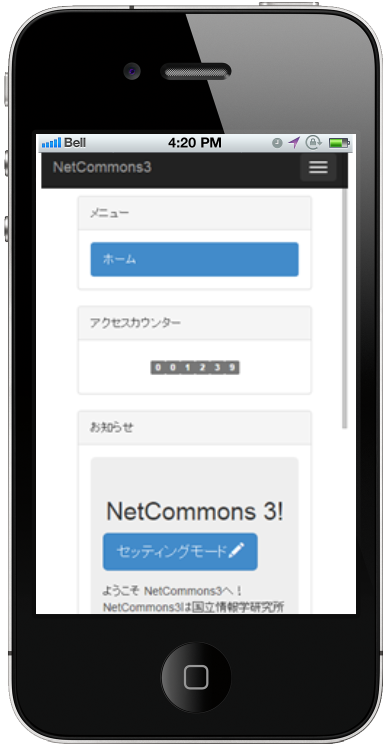 Bell 4:20 PM
NetCommons3
メニュー
ホーム
アクセスカウンター
001239
お知らせ
NetCommons 3!
セッティングモード
ようこそ NetCommons3へ！
NetCommons3は国立情報学研究所